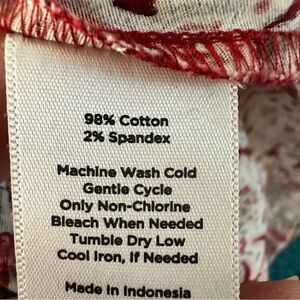 98% Cotton
2% Spandex
Machine Wash Cold
Gentle Cycle
Only Non-Chlorine
Bleach When Needed
Tumble Dry Low
Cool Iron, If Needed
Made in Indonesia